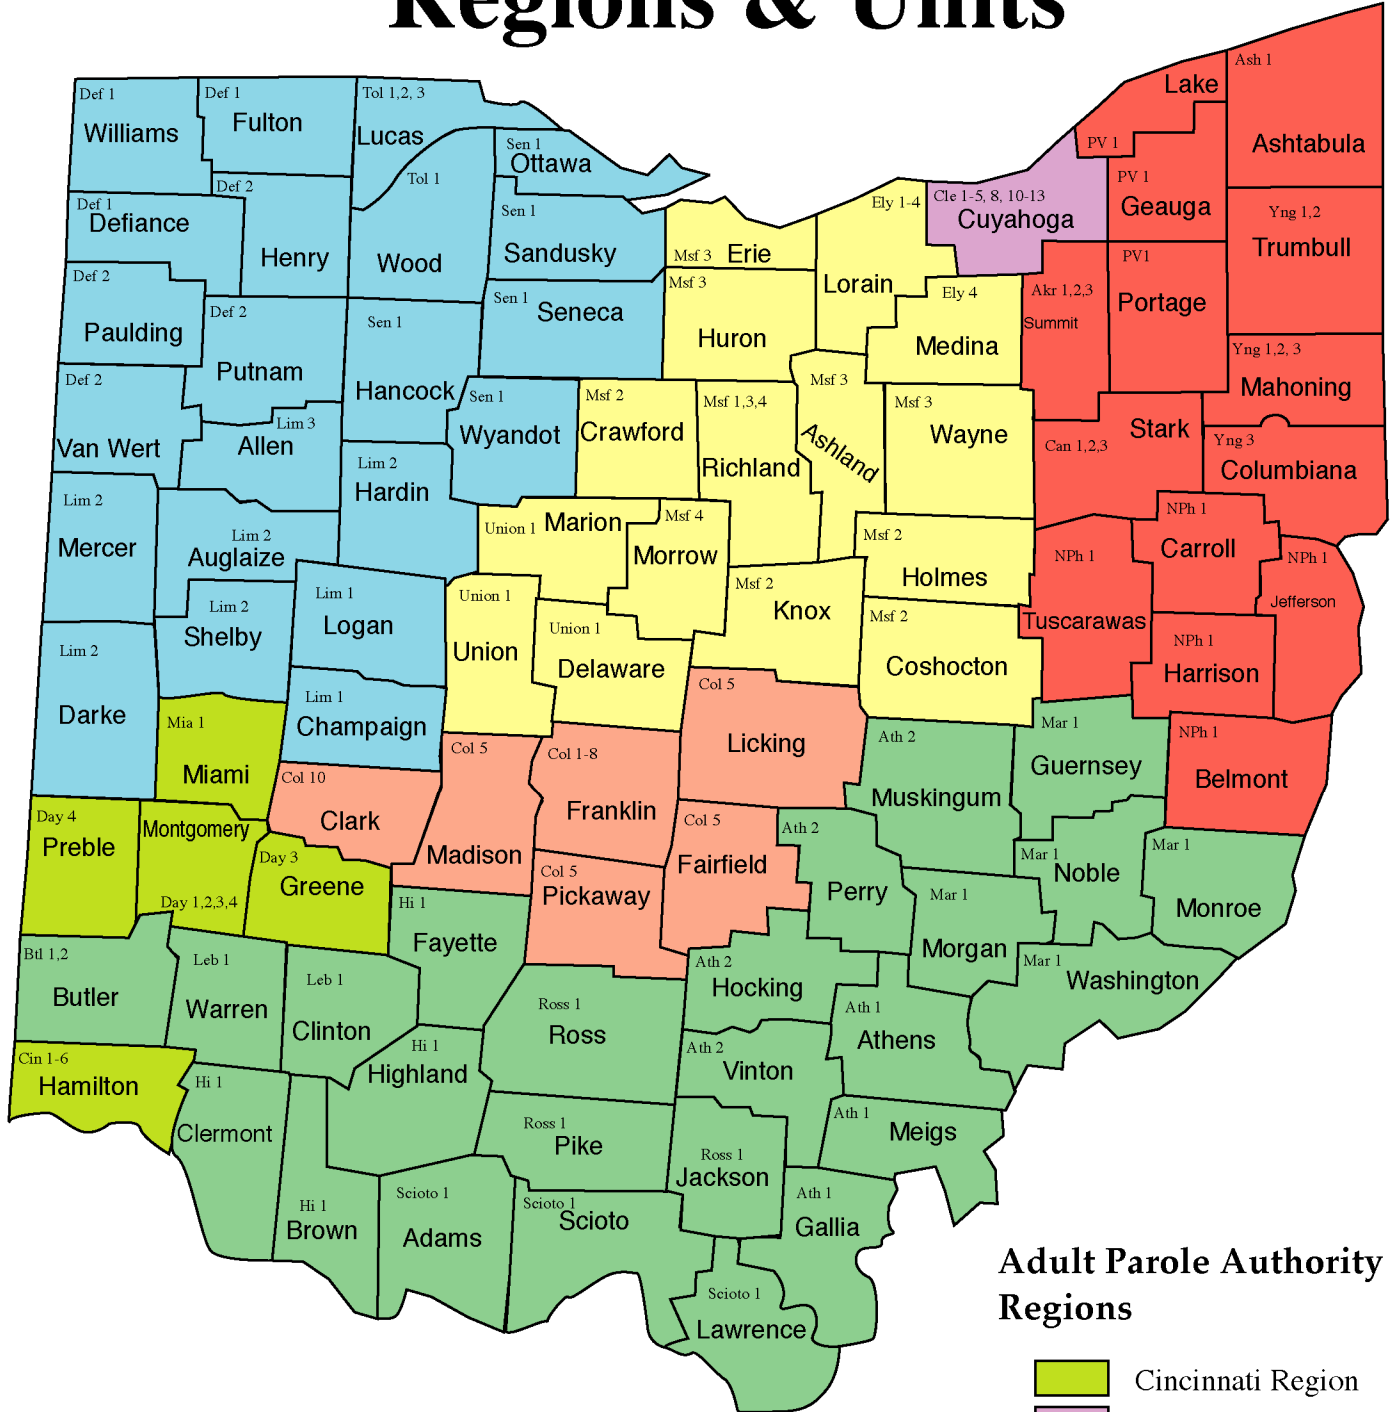 Regions & Units
Def 1
Williams
Def 1
Fulton
Tol 1,2, 3
Lucas
Sen 1
Ottawa
Tol 1
Wood
Def 2
Henry
Def 1
Defiance
Sen 1
Sandusky
Msf 3
Erie
Ely 1-4
Lorain
Cle 1-5, 8, 10-13
Cuyahoga
Lake
PV 1
Ash 1
Ashtabula
PV 1
Geauga
Yng 1,2
Trumbull
Def 2
Paulding
Def 2
Putnam
Sen 1
Hancock
Sen 1
Seneca
Msf 3
Huron
Ely 4
Medina
Akr 1,2,3
Summit
PV1
Portage
Yng 1,2, 3
Mahoning
Def 2
Van Wert
Lim 3
Allen
Sen 1
Wyandot
Msf 2
Crawford
Msf 1,3,4
Richland
Msf 3
Ashland
Msf 3
Wayne
Can 1,2,3
Stark
Yng 3
Columbiana
Lim 2
Mercer
Lim 2
Auglaize
Lim 2
Hardin
Union 1
Marion
Msf 4
Morrow
Msf 2
Holmes
NPh 1
Tuscarawas
NPh 1
Carroll
NPh 1
Jefferson
Lim 2
Darke
Lim 2
Shelby
Lim 1
Logan
Union 1
Union
Union 1
Delaware
Msf 2
Knox
Msf 2
Coshocton
NPh 1
Harrison
Mia 1
Miami
Lim 1
Champaign
Col 10
Clark
Col 5
Madison
Col 1-8
Franklin
Col 5
Licking
Ath 2
Muskingum
Mar 1
Guernsey
NPh 1
Belmont
Day 4
Preble
Montgomery
Day 1,2,3,4
Day 3
Greene
Col 5
Pickaway
Col 5
Fairfield
Ath 2
Perry
Mar 1
Morgan
Mar 1
Noble
Mar 1
Monroe
Btl 1,2
Butler
Leb 1
Warren
Leb 1
Clinton
Hi 1
Fayette
Ross 1
Ross
Ath 2
Hocking
Ath 1
Athens
Mar 1
Washington
Cin 1-6
Hamilton
Hi 1
Clermont
Hi 1
Highland
Ross 1
Pike
Ath 2
Vinton
Ross 1
Jackson
Ath 1
Meigs
Hi 1
Brown
Scioto 1
Adams
Scioto 1
Scioto
Ath 1
Gallia
Scioto 1
Lawrence
Adult Parole Authority
Regions
Cincinnati Region